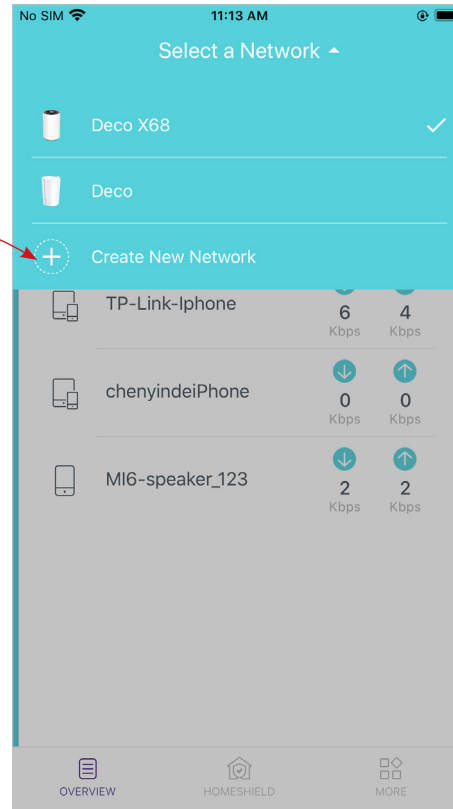 No SIM 11:13 AM
Select a Network
Deco X68
Deco
Create New Network
TP-Link-Iphone 6 4
Kbps Kbps
chenyindeiPhone 0 0
Kbps Kbps
MI6-speaker_123 2 2
Kbps Kbps
OVERVIEW HOMESHIELD MORE